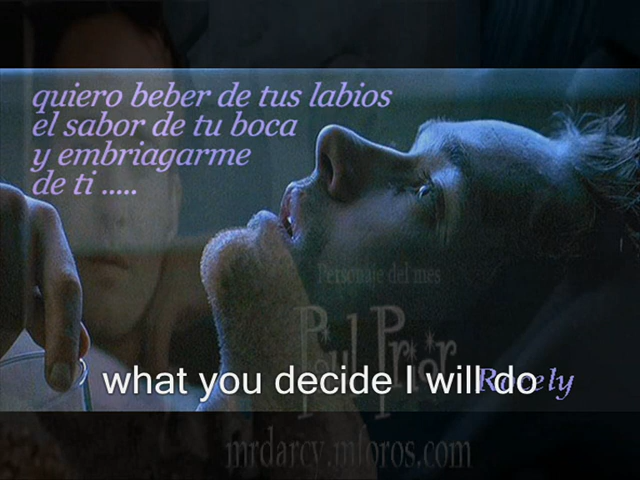 quiero beber de tus labios
el sabor de tu boca
y embriagarme
de ti .....
Personaje del mes
Paul Prior
what you decide I will do
Rocely
mrdarcy.mforos.com